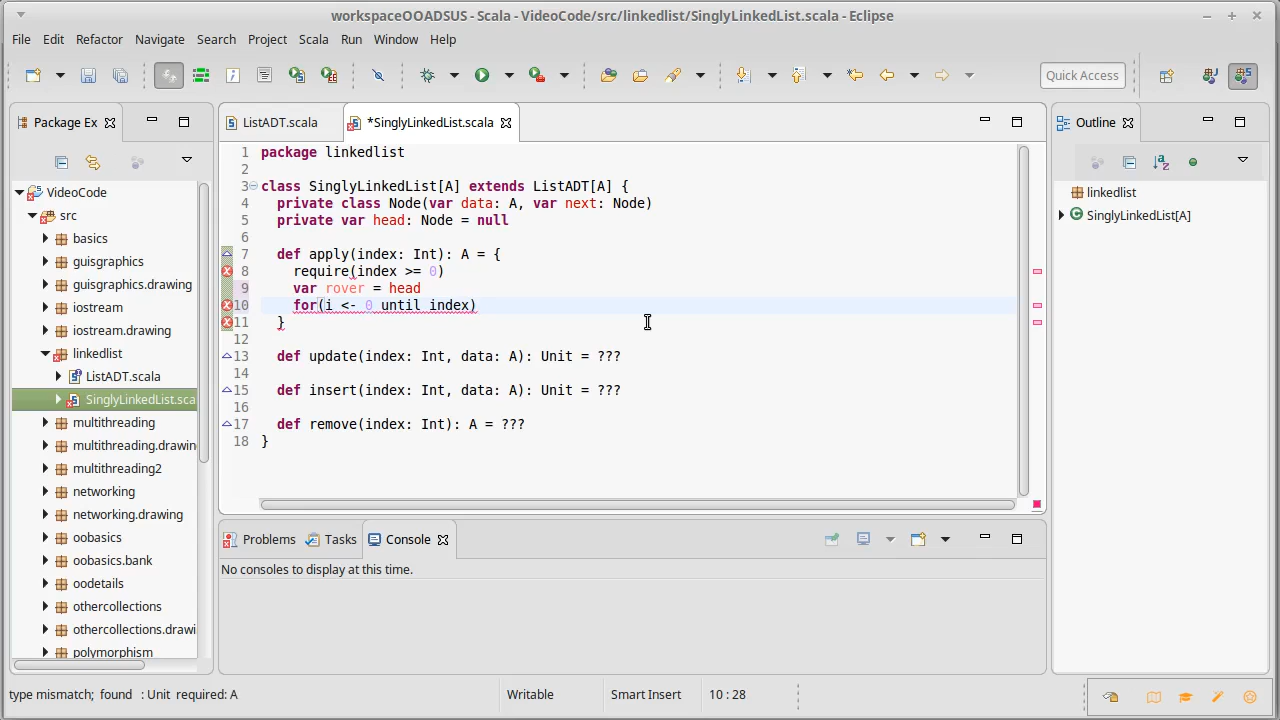 workspaceOOADSUS - Scala - VideoCode/src/linkedlist/SinglyLinkedList.scala - Eclipse
File Edit Refactor Navigate Search Project Scala Run Window Help
Quick Access
Package Ex
VideoCode
src
basics
guisgraphics
guisgraphics.drawing
iostream
iostream.drawing
linkedlist
ListADT.scala
SinglyLinkedList.sca
multithreading
multithreading.drawin
multithreading2
networking
networking.drawing
oobasics
oobasics.bank
oodetails
othercollections
othercollections.drawi
polymorphism
ListADT.scala *SinglyLinkedList.scala
1 package linkedlist
2
3 class SinglyLinkedList[A] extends ListADT[A] {
4 private class Node(var data: A, var next: Node)
5 private var head: Node = null
6
7 def apply(index: Int): A = {
8 require(index >= 0)
9 var rover = head
10 for(i <- 0 until index)
11 }
12
13 def update(index: Int, data: A): Unit = ???
14
15 def insert(index: Int, data: A): Unit = ???
16
17 def remove(index: Int): A = ???
18 }
Problems Tasks Console
No consoles to display at this time.
Outline
linkedlist
SinglyLinkedList[A]
type mismatch; found : Unit required: A Writable Smart Insert 10 : 28